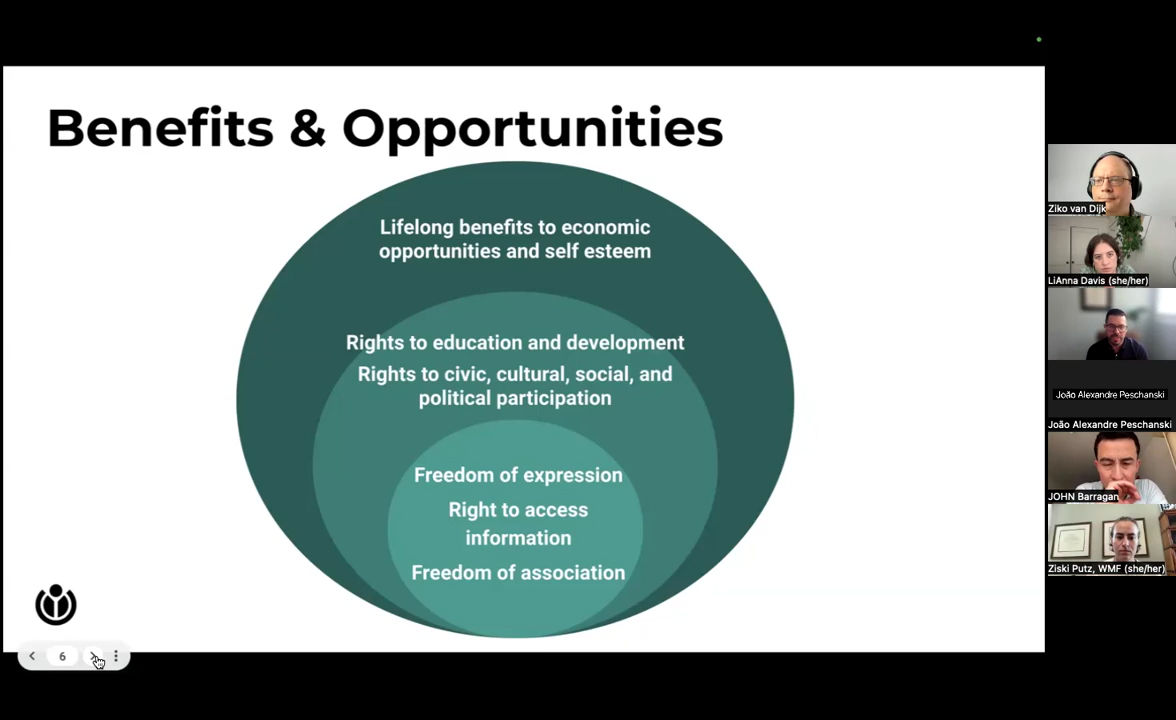 Benefits & Opportunities
Lifelong benefits to economic
opportunities and self esteem
Rights to education and development
Rights to civic, cultural, social, and
political participation
Freedom of expression
Right to access
information
Freedom of association
6
Ziko van Dijk
LiAnna Davis (she/her)
João Alexandre Peschanski
João Alexandre Peschanski
JOHN Barragan
Ziski Putz, WMF (she/her)